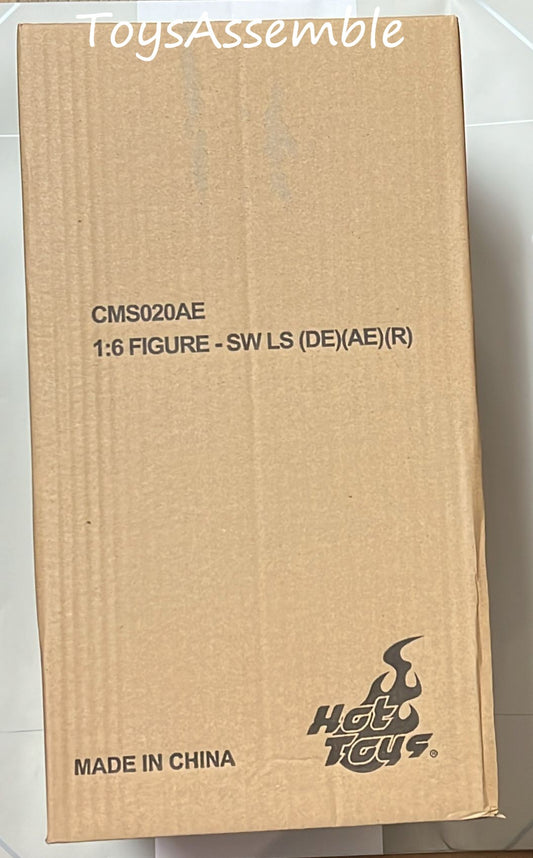 ToysAssemble
CMS020AE
1:6 FIGURE - SW LS (DE)(AE)(R)
Hot
Toys®
MADE IN CHINA